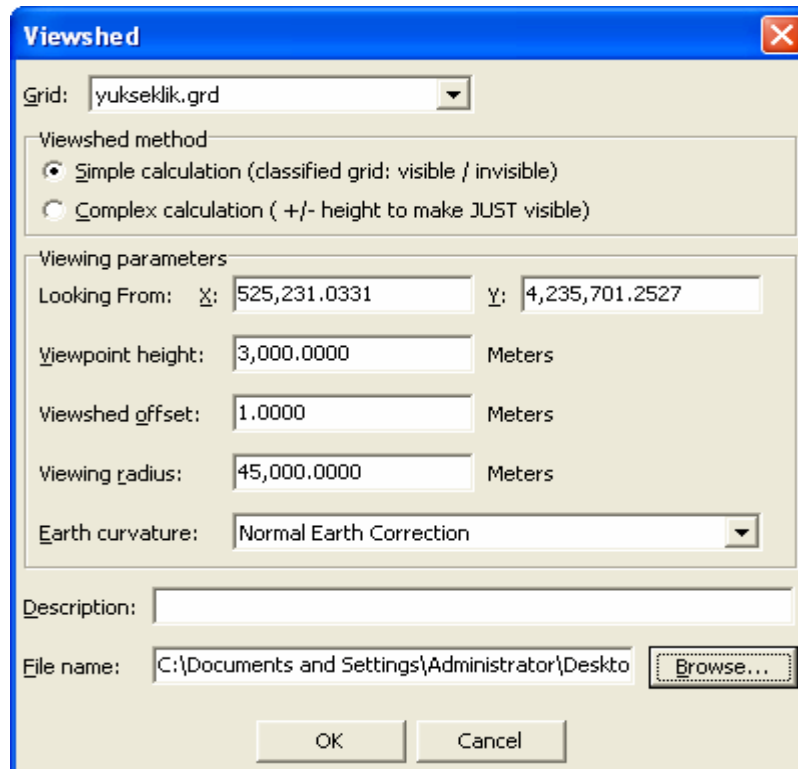 Viewshed
Grid: yukseklik.grd
Viewshed method
Simple calculation (classified grid: visible / invisible)
Complex calculation ( +/- height to make JUST visible)
Viewing parameters
Looking From: X: 525,231.0331 Y: 4,235,701.2527
Viewpoint height: 3,000.0000 Meters
Viewshed offset: 1.0000 Meters
Viewing radius: 45,000.0000 Meters
Earth curvature: Normal Earth Correction
Description:
File name: C:\Documents and Settings\Administrator\Deskto Browse...
OK Cancel